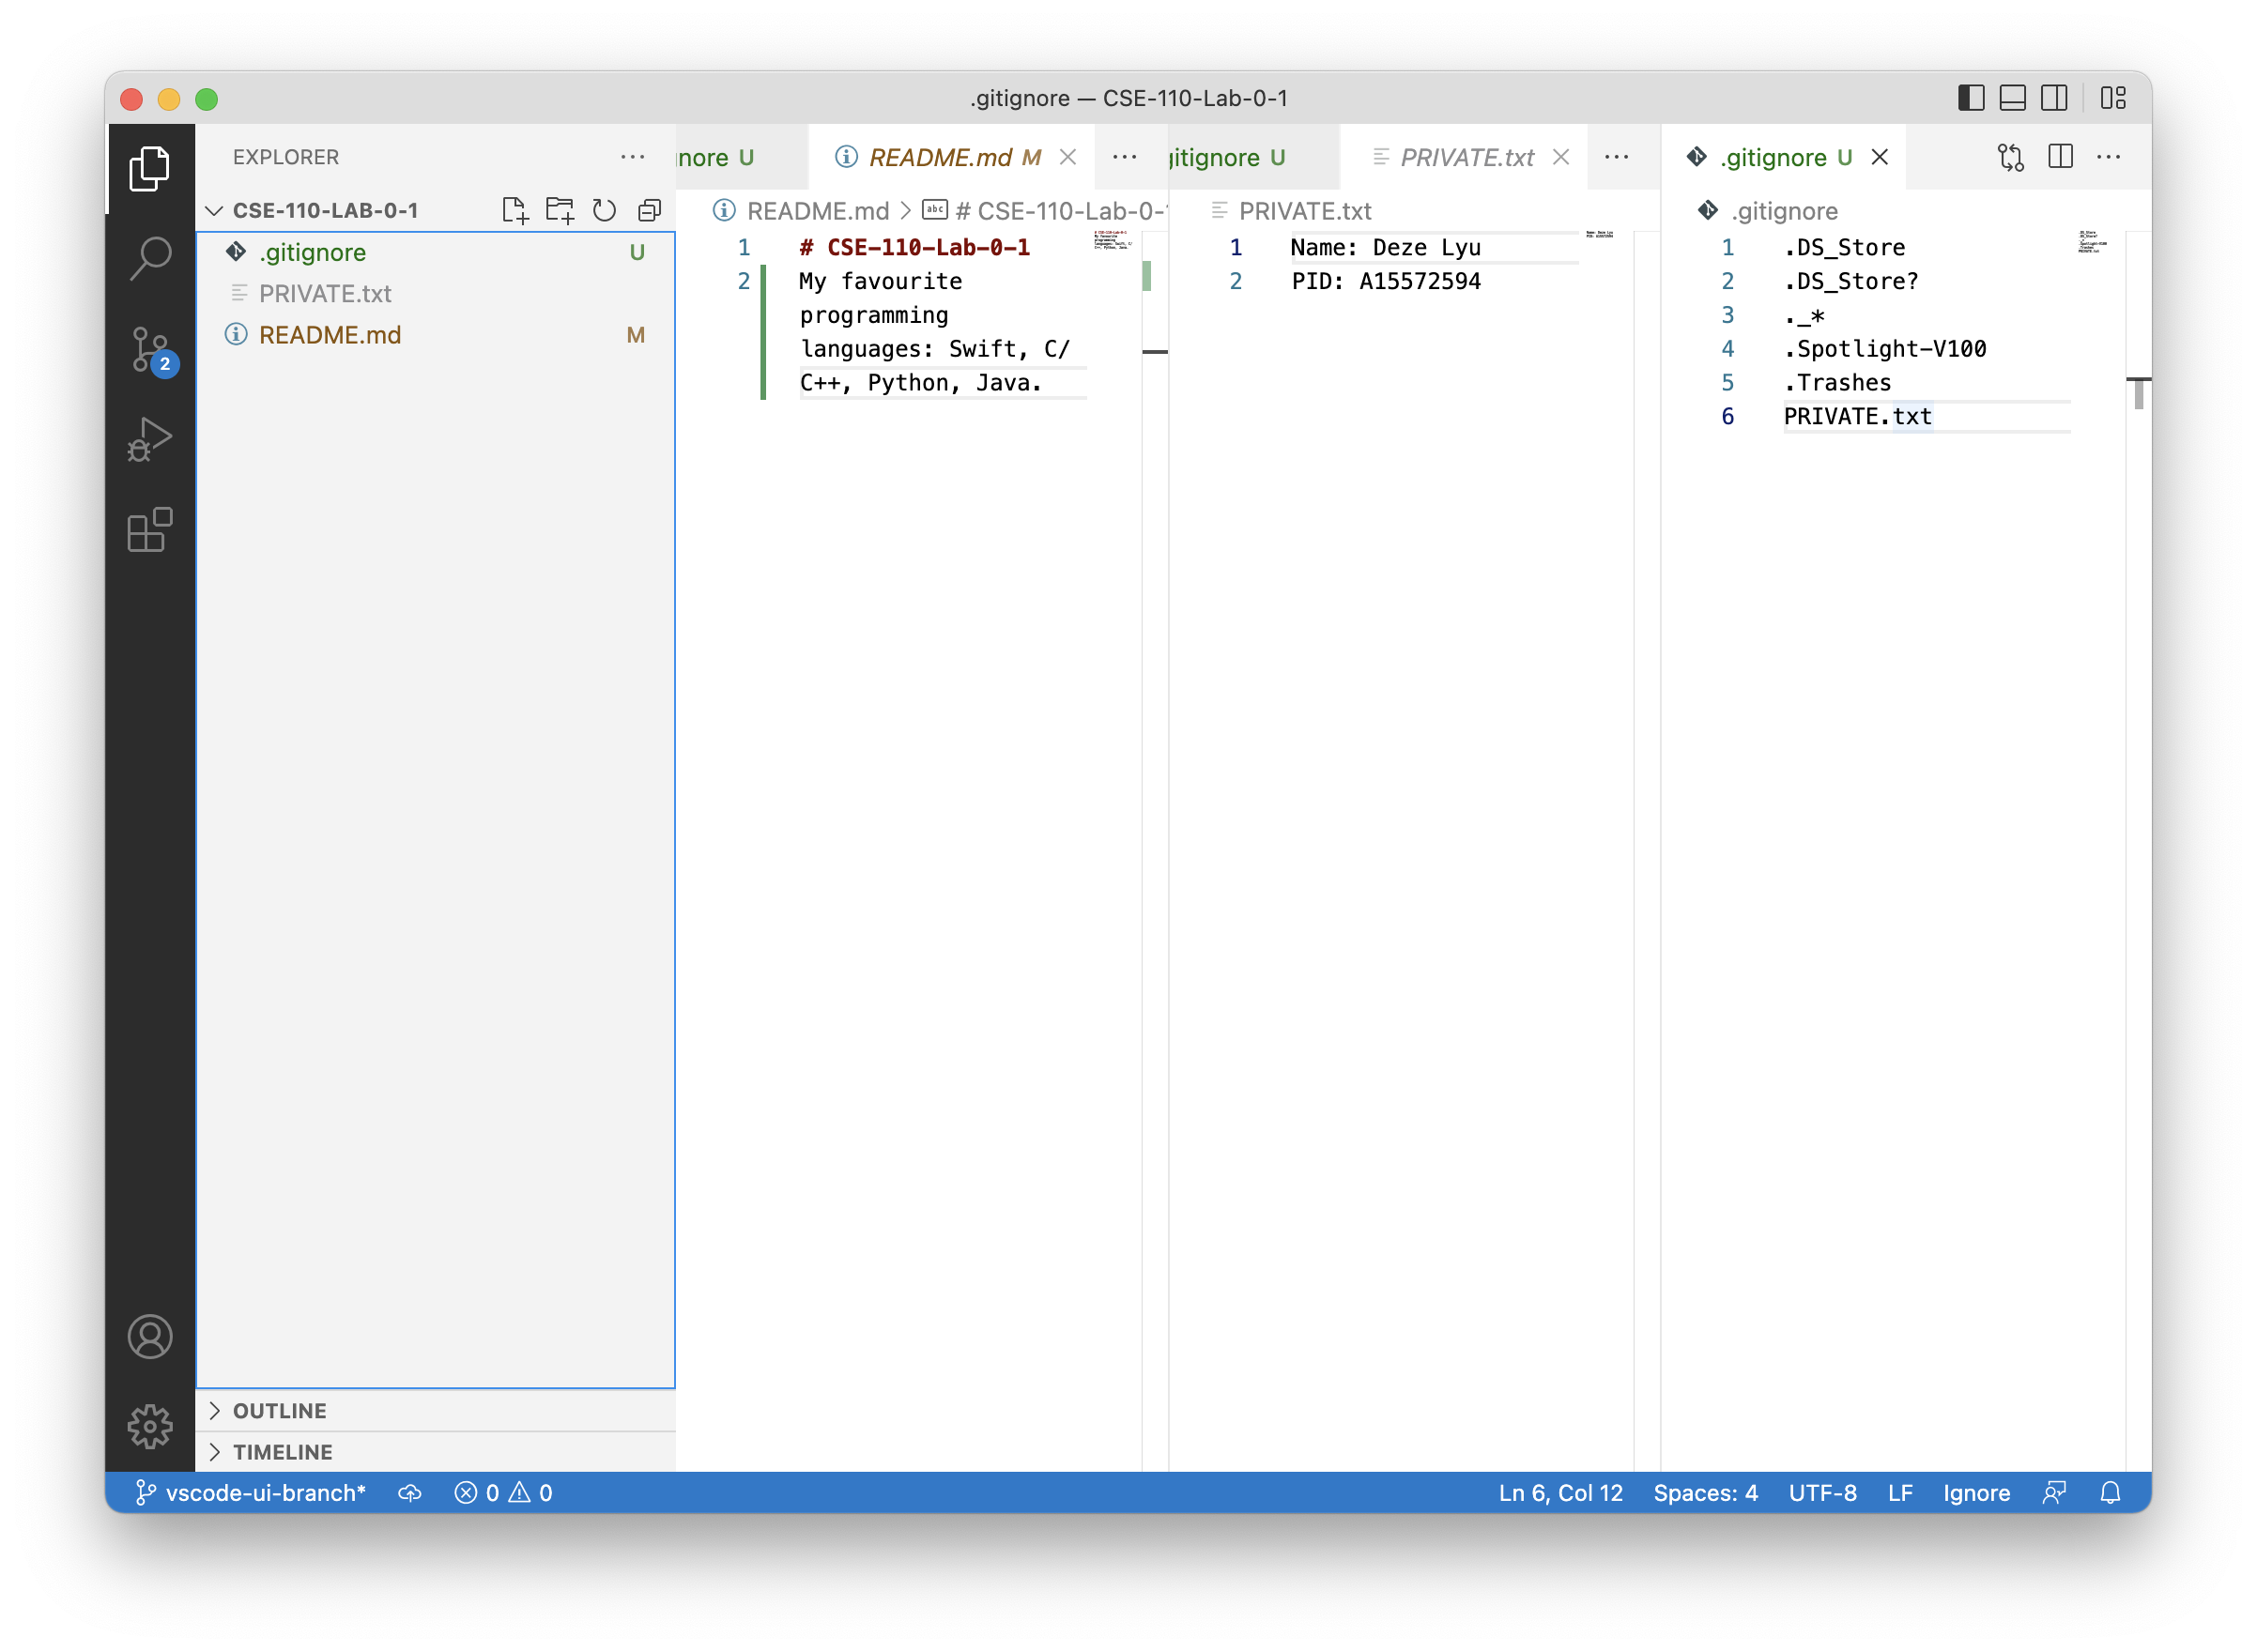 .gitignore — CSE-110-Lab-0-1
EXPLORER
CSE-110-LAB-0-1
.gitignore U
PRIVATE.txt
README.md M
2
OUTLINE
TIMELINE
nore U
README.md M
README.md > abc # CSE-110-Lab-0-
1 # CSE-110-Lab-0-1
2 My favourite
programming
languages: Swift, C/
C++, Python, Java.
gitignore U
PRIVATE.txt
PRIVATE.txt
1 Name: Deze Lyu
2 PID: A15572594
.gitignore U
.gitignore
1 .DS_Store
2 .DS_Store?
3 ._*
4 .Spotlight-V100
5 .Trashes
6 PRIVATE.txt
vscode-ui-branch* 0 0 Ln 6, Col 12 Spaces: 4 UTF-8 LF Ignore